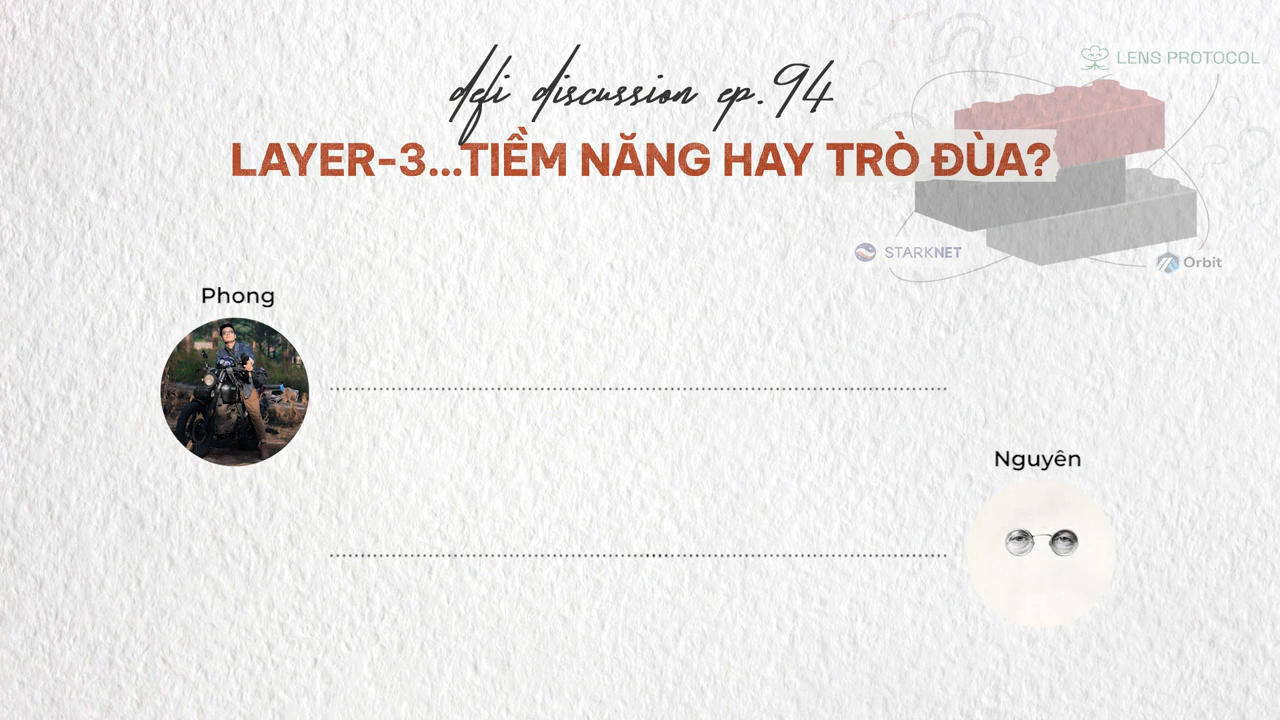 defi discussion ep.94
LENS PROTOCOL
LAYER-3...TIỀM NĂNG HAY TRÒ ĐÙA?
STARKNET
Orbit
Phong
Nguyên